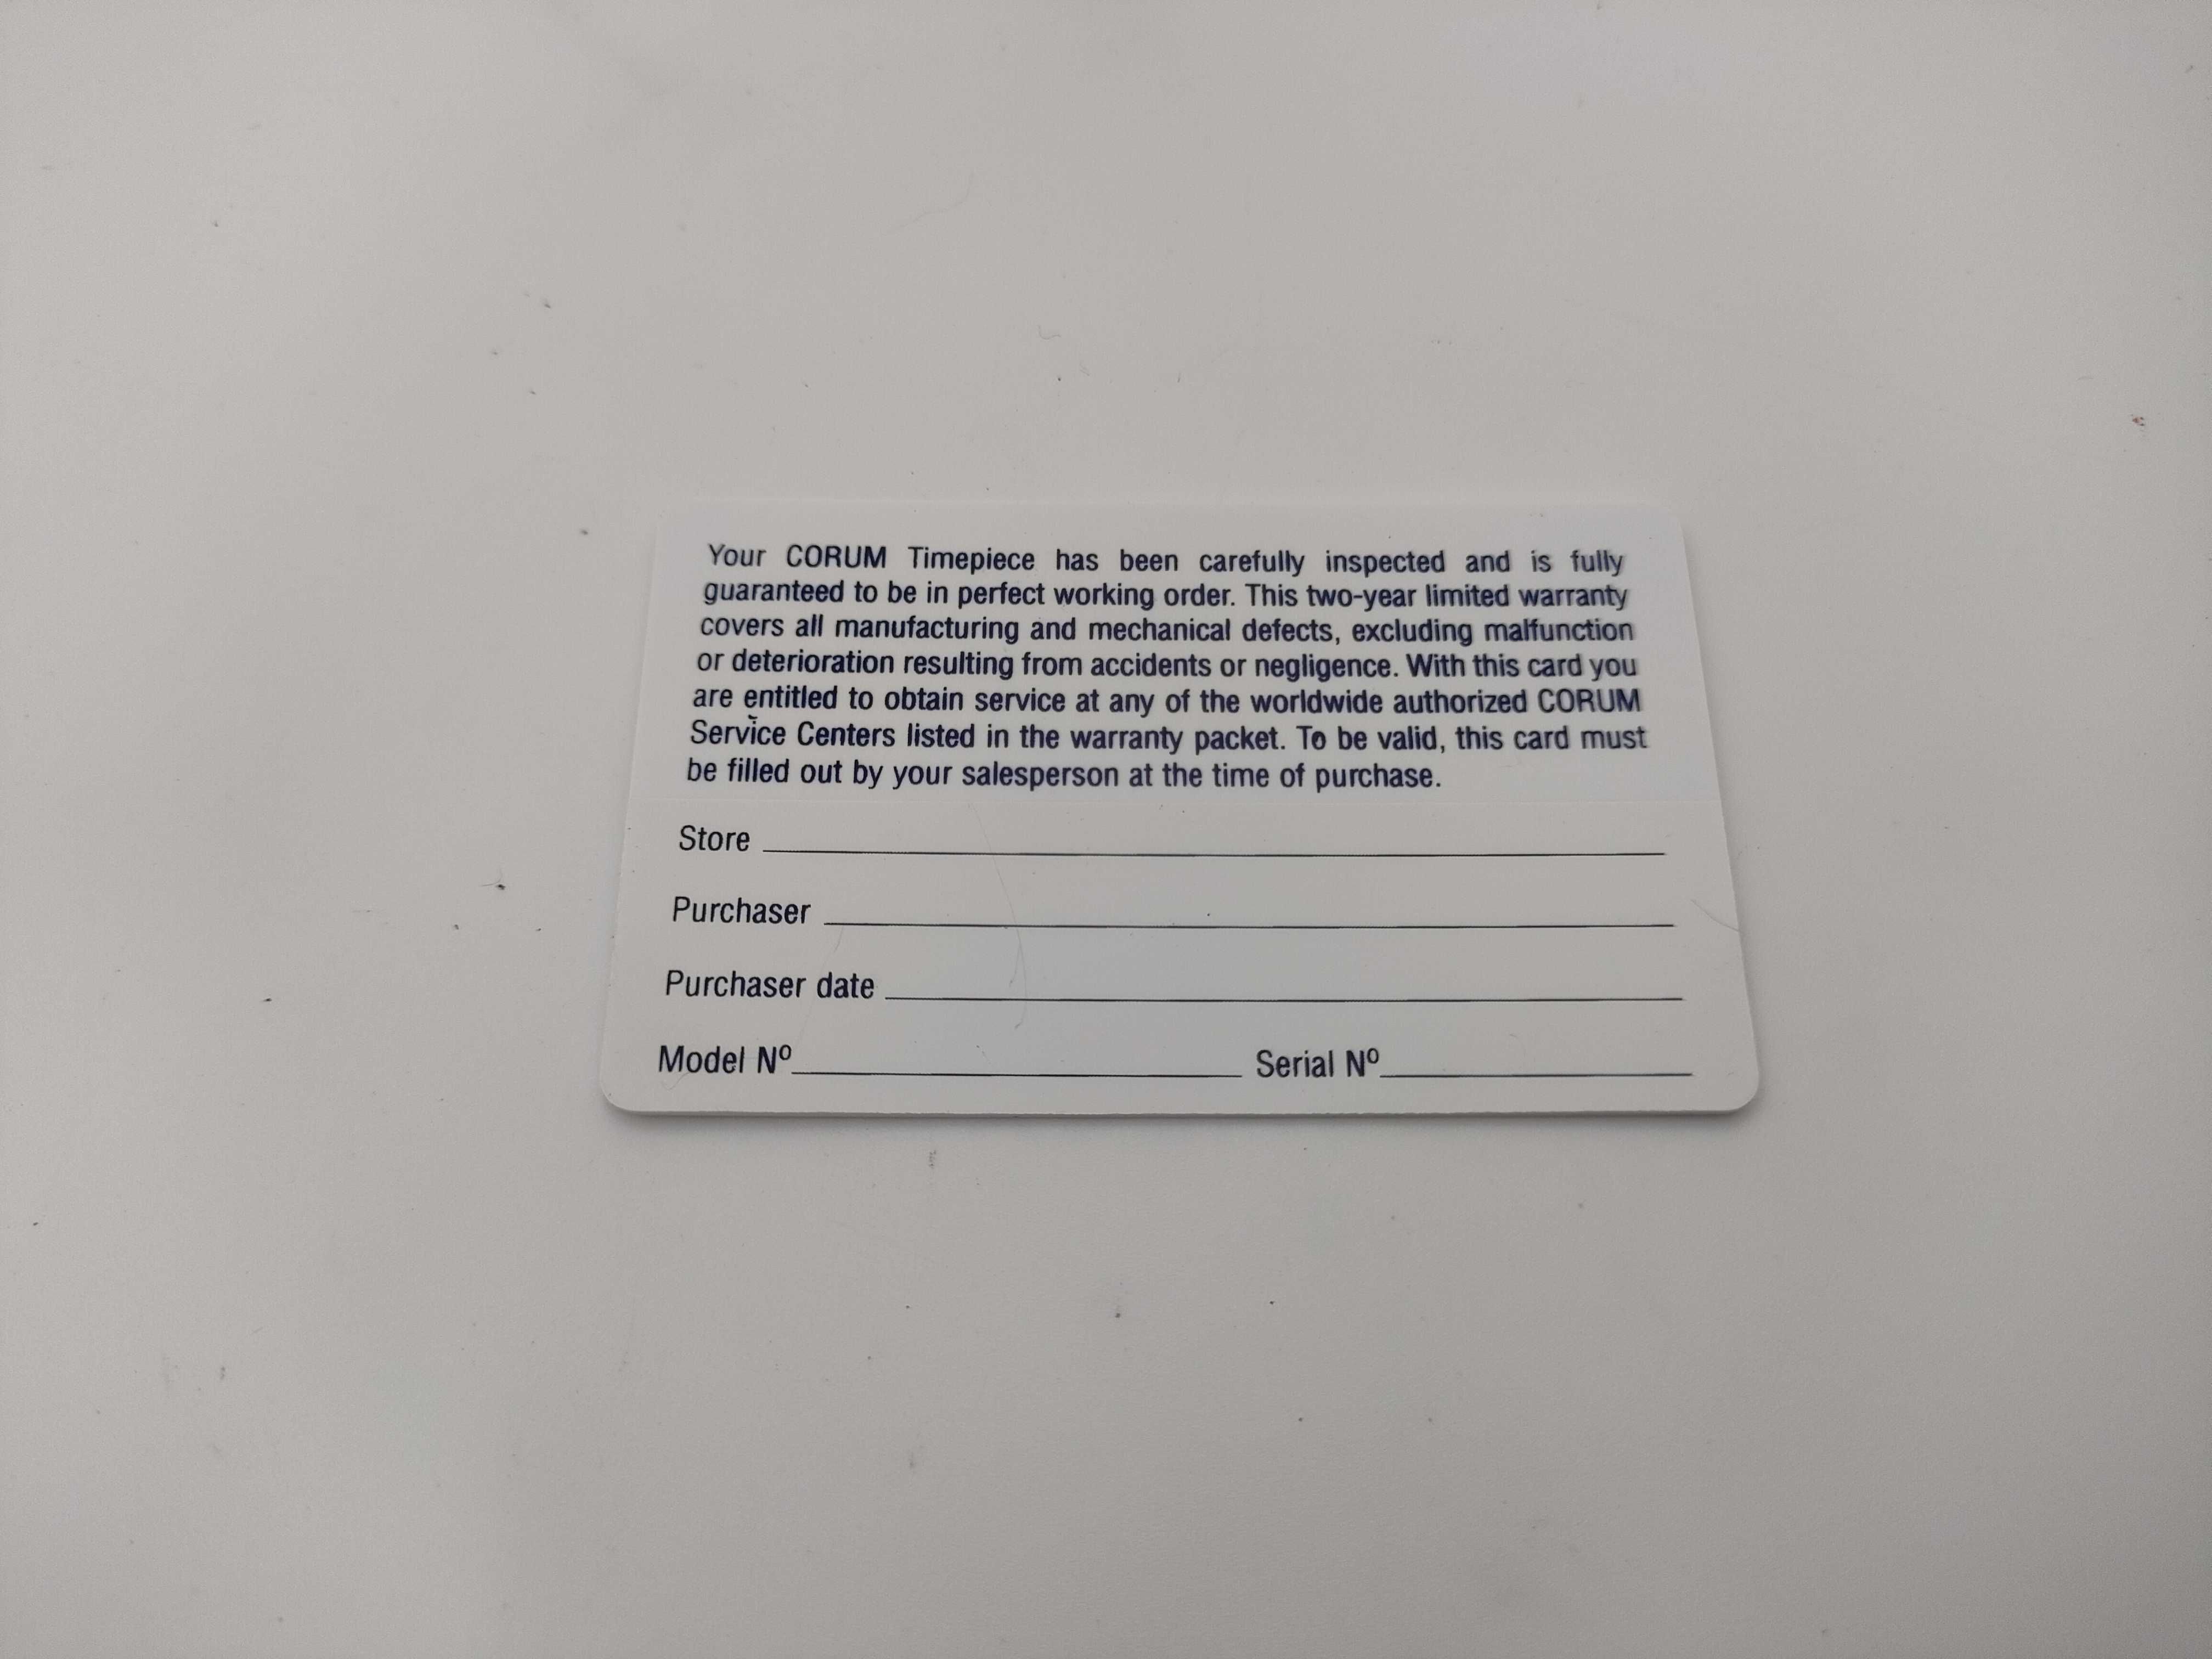 Your CORUM Timepiece has been carefully inspected and is fully
guaranteed to be in perfect working order. This two-year limited warranty
covers all manufacturing and mechanical defects, excluding malfunction
or deterioration resulting from accidents or negligence. With this card you
are entitled to obtain service at any of the worldwide authorized CORUM
Service Centers listed in the warranty packet. To be valid, this card must
be filled out by your salesperson at the time of purchase.
Store
Purchaser
Purchaser date
Model Nº Serial Nº